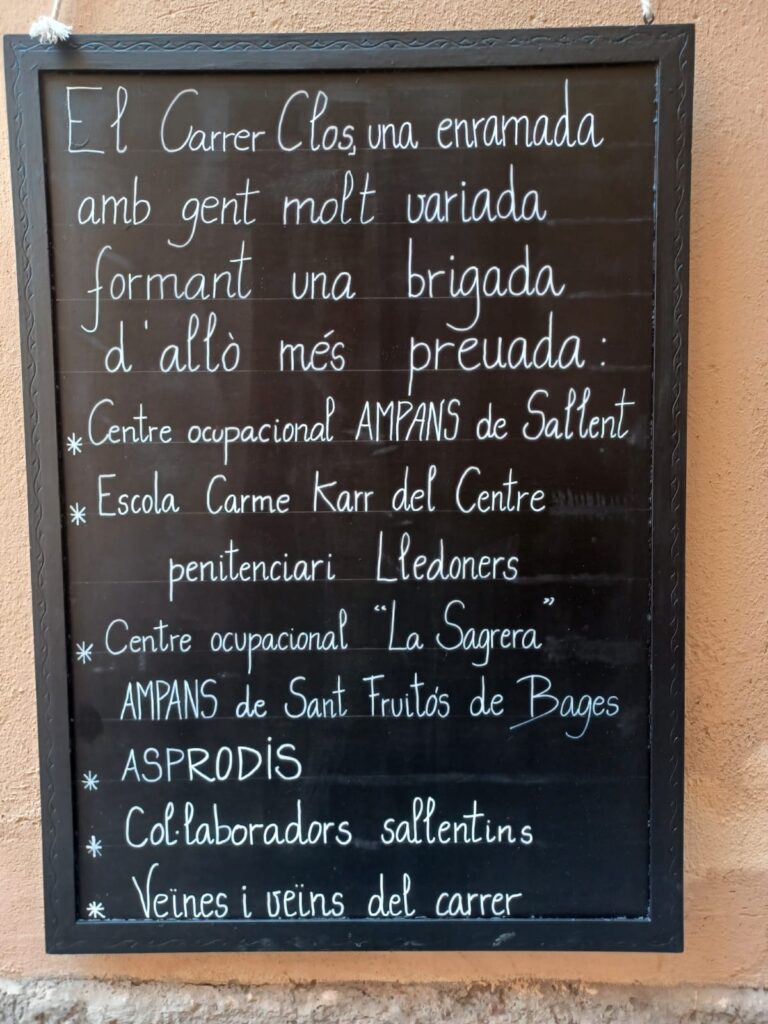 El Carrer Clos, una enramada
amb gent molt variada
formant una brigada
d'allò més preuada:
* Centre ocupacional AMPANS de Sallent
* Escola Carme Karr del Centre
penitenciari Lledoners
* Centre ocupacional "La Sagrera"
AMPANS de Sant Fruitós de Bages
* ASPRODIS
* Col·laboradors sallentins
* Veïnes i veïns del carrer